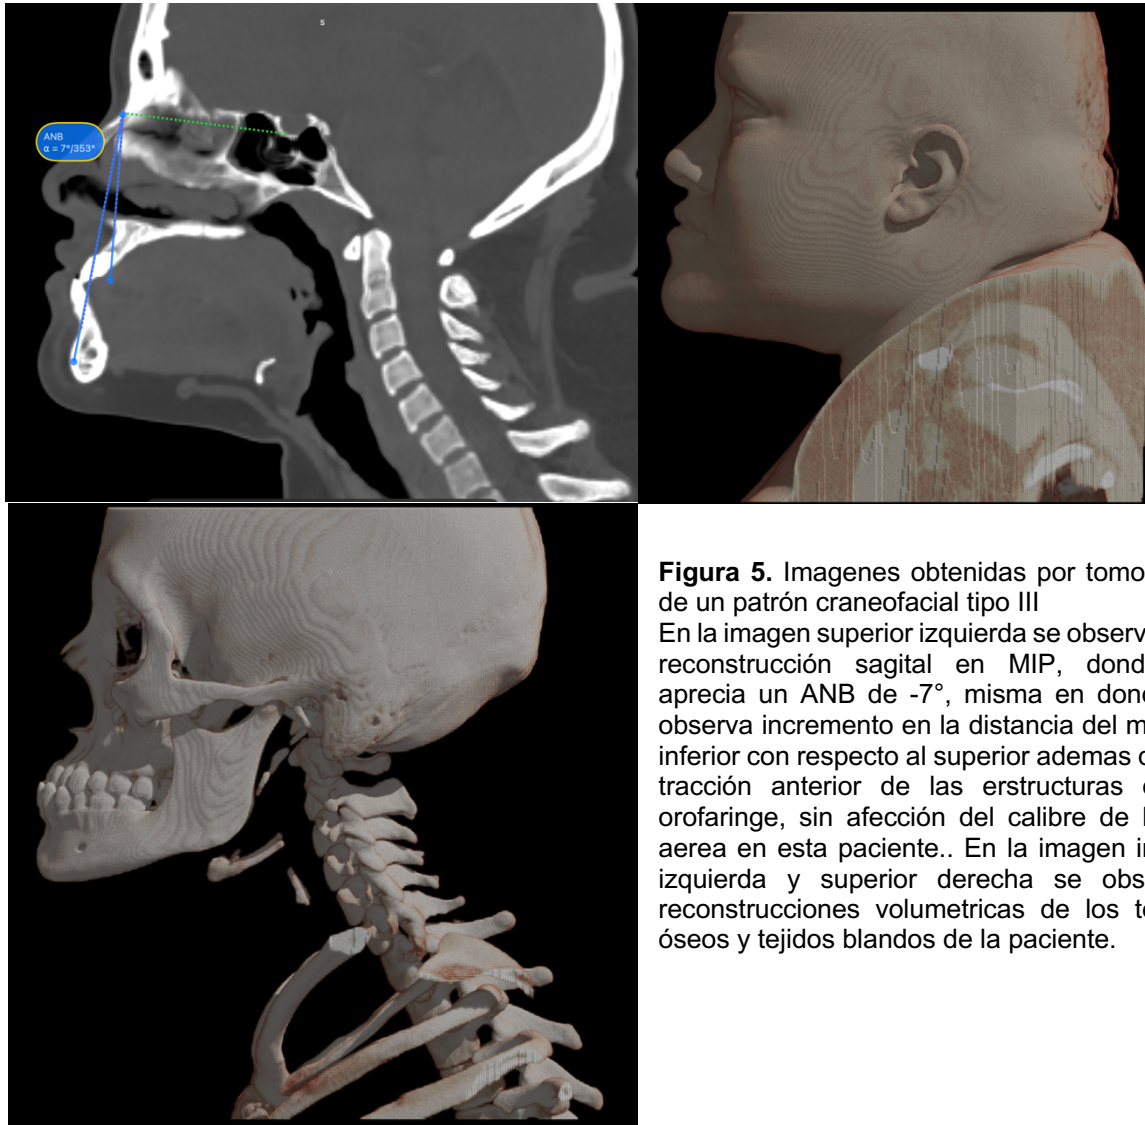 S
ANB
α = 7°/353°
Figura 5. Imagenes obtenidas por tomo
de un patrón craneofacial tipo III
En la imagen superior izquierda se observ
reconstrucción sagital en MIP, dond
aprecia un ANB de -7°, misma en dond
observa incremento en la distancia del m
inferior con respecto al superior ademas d
tracción anterior de las erstructuras d
orofaringe, sin afección del calibre de l
aerea en esta paciente.. En la imagen in
izquierda y superior derecha se obs
reconstrucciones volumetricas de los te
óseos y tejidos blandos de la paciente.